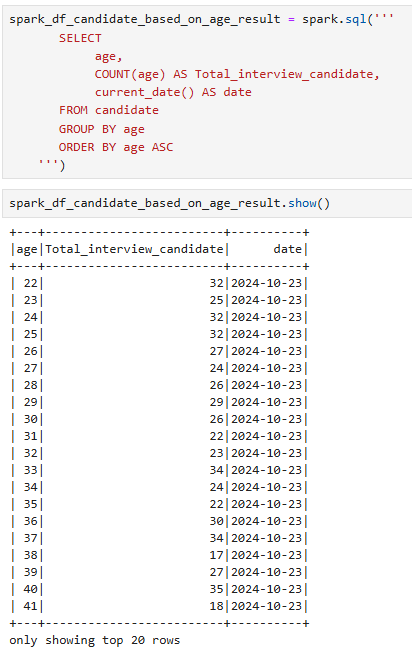 spark_df_candidate_based_on_age_result = spark.sql('''
SELECT
age,
COUNT(age) AS Total_interview_candidate,
current_date() AS date
FROM candidate
GROUP BY age
ORDER BY age ASC
''')
spark_df_candidate_based_on_age_result.show()
+---+-------------------------+----------+
|age|Total_interview_candidate|      date|
+---+-------------------------+----------+
| 22|                       32|2024-10-23|
| 23|                       25|2024-10-23|
| 24|                       32|2024-10-23|
| 25|                       32|2024-10-23|
| 26|                       27|2024-10-23|
| 27|                       24|2024-10-23|
| 28|                       26|2024-10-23|
| 29|                       29|2024-10-23|
| 30|                       26|2024-10-23|
| 31|                       22|2024-10-23|
| 32|                       23|2024-10-23|
| 33|                       34|2024-10-23|
| 34|                       24|2024-10-23|
| 35|                       22|2024-10-23|
| 36|                       30|2024-10-23|
| 37|                       34|2024-10-23|
| 38|                       17|2024-10-23|
| 39|                       27|2024-10-23|
| 40|                       35|2024-10-23|
| 41|                       18|2024-10-23|
+---+-------------------------+----------+
only showing top 20 rows